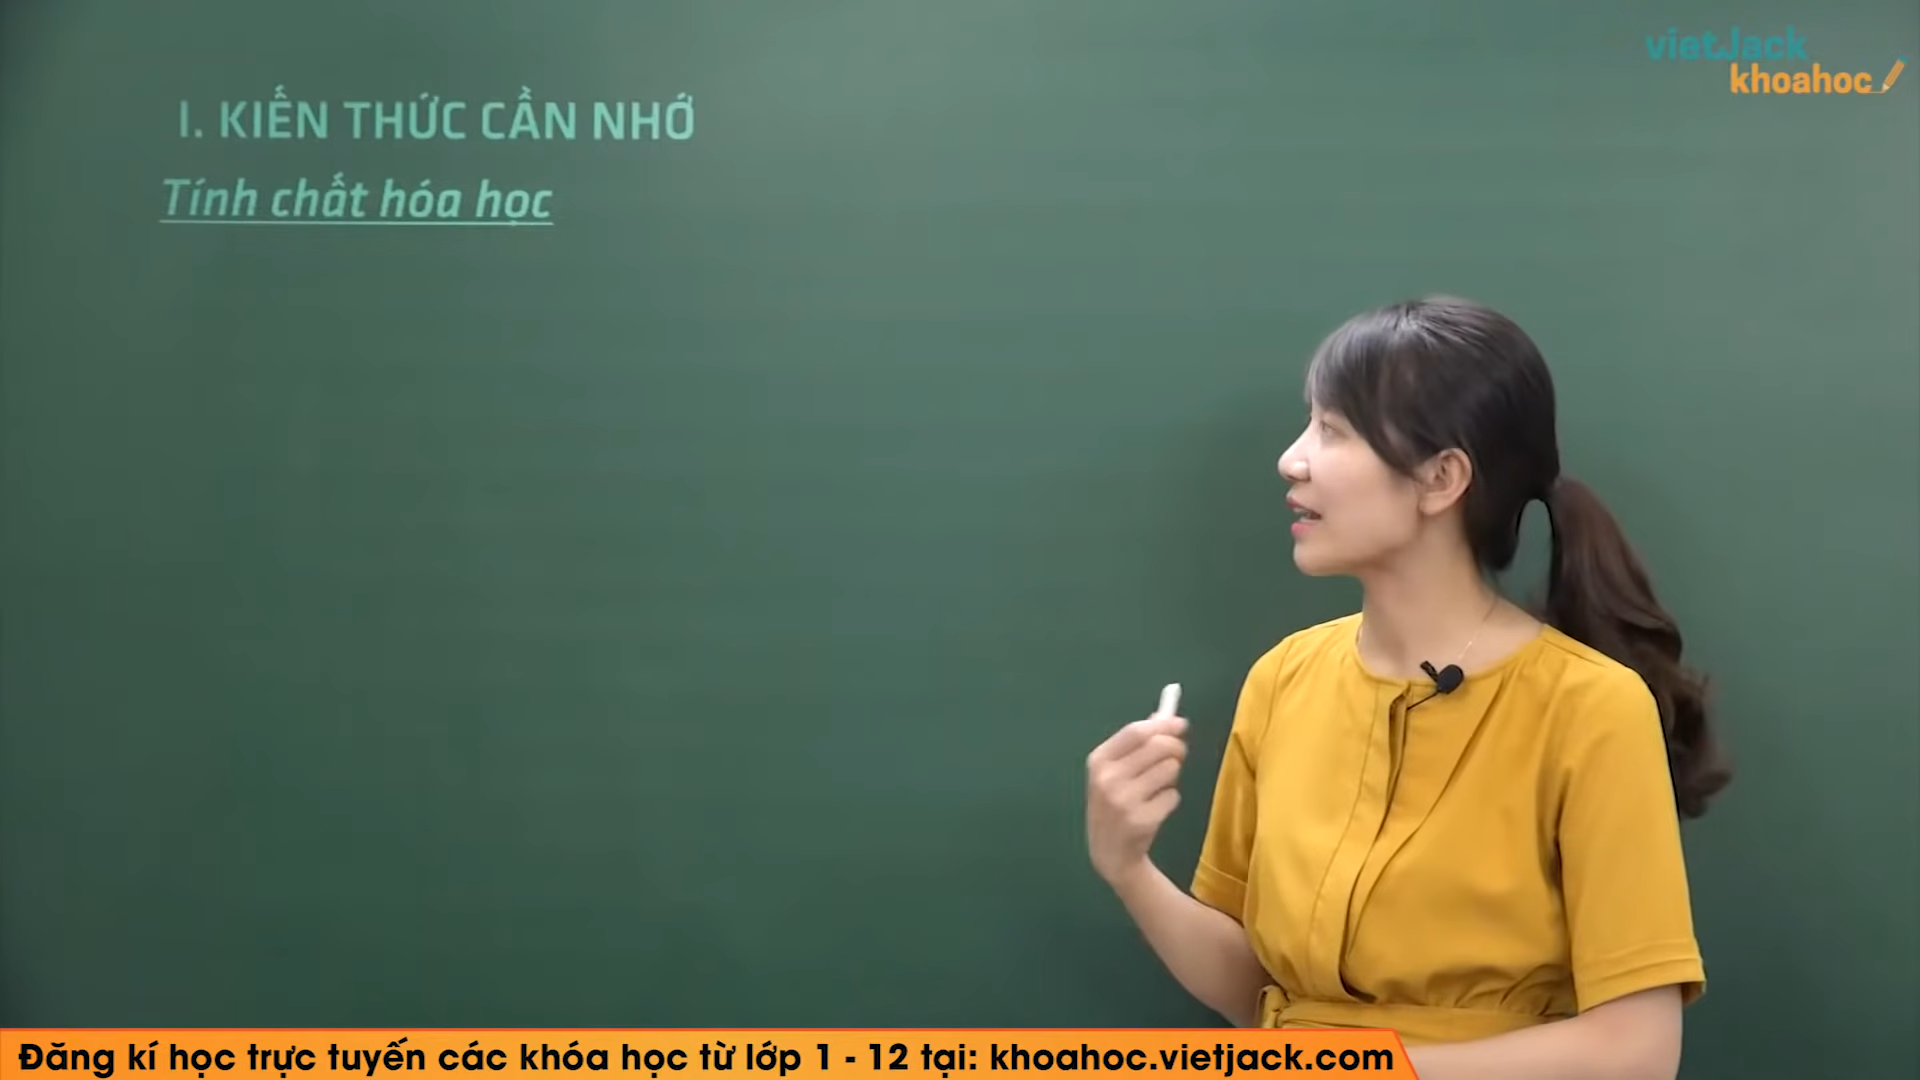 vietJack
khoahoc
I. KIẾN THỨC CẦN NHỚ
Tính chất hóa học
Đăng kí học trực tuyến các khóa học từ lớp 1 - 12 tại: khoahoc.vietjack.com